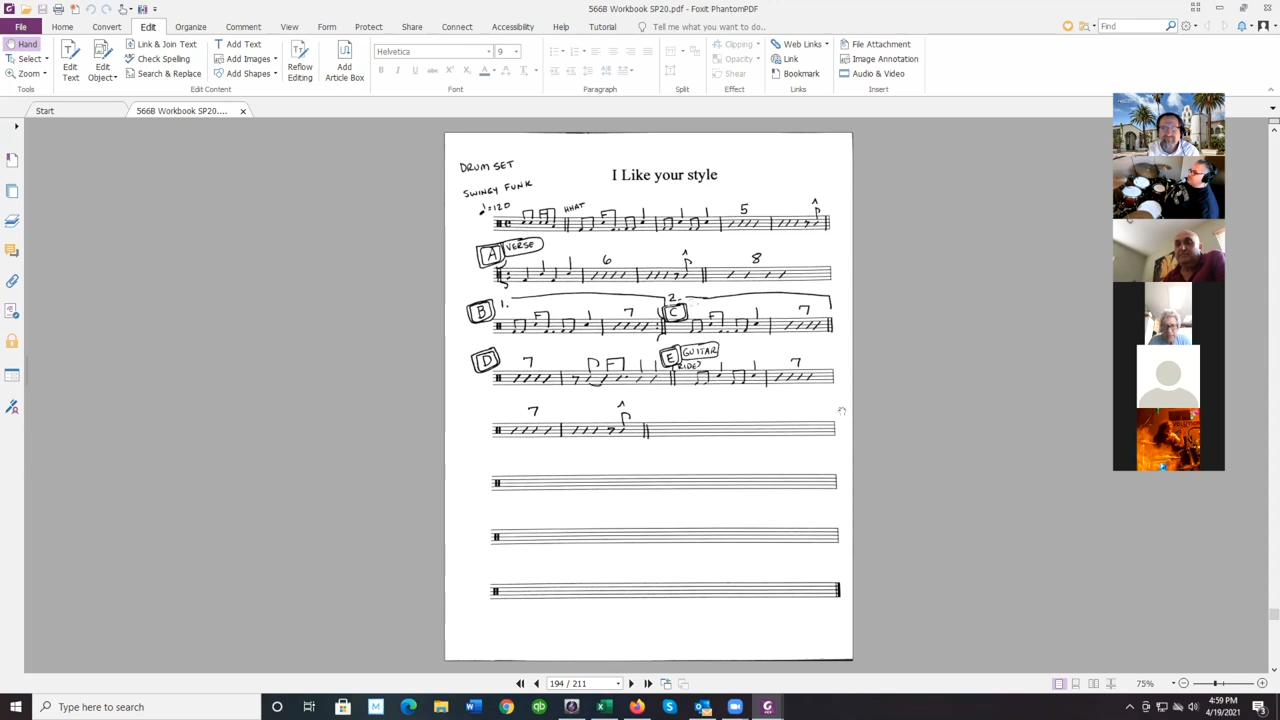 566B Workbook SP20.pdf - Foxit PhantomPDF
File Home Convert Edit Organize Comment View Form Protect Share Connect Accessibility Help Tutorial Tell me what you want to do... Find
Hand Select Zoom
Edit Text Edit Object Link & Join Text Check Spelling Search & Replace Add Text Add Images Add Shapes Reflow Editing Add Article Box
Helvetica 9
Clipping Opacity Shear
Web Links Link Bookmark
File Attachment Image Annotation Audio & Video
Tools Edit Content Font Paragraph Split Effect Links Insert
Start 566B Workbook SP20....
DRUM SET
I Like your style
SWINGY FUNK
=120 HHAT 5
A VERSE
6 8
1. 2.
B 7 C 7
D 7 E GUITAR
RIDE) 7
7
194 / 211 75%
Type here to search
4:59 PM
4/19/2021